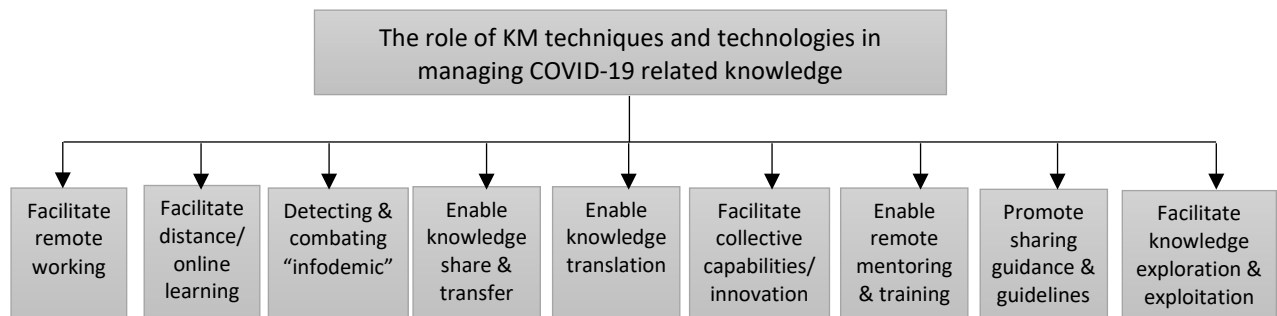 The role of KM techniques and technologies in
managing COVID-19 related knowledge
Facilitate
remote
working
Facilitate
distance/
online
learning
Detecting &
combating
“infodemic”
Enable
knowledge
share &
transfer
Enable
knowledge
translation
Facilitate
collective
capabilities/
innovation
Enable
remote
mentoring
& training
Promote
sharing
guidance &
guidelines
Facilitate
knowledge
exploration &
exploitation